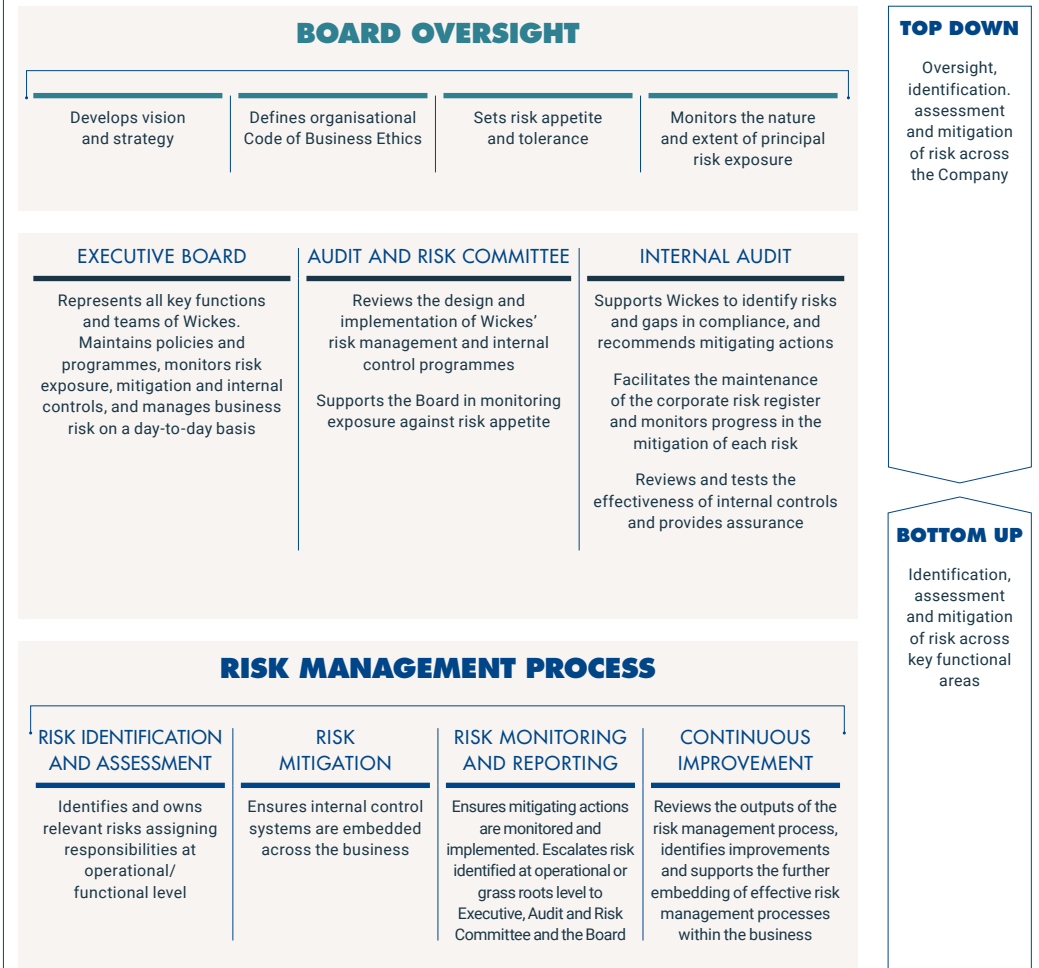 BOARD OVERSIGHT
Develops vision
and strategy
Defines organisational
Code of Business Ethics
Sets risk appetite
and tolerance
Monitors the nature
and extent of principal
risk exposure
EXECUTIVE BOARD
Represents all key functions
and teams of Wickes.
Maintains policies and
programmes, monitors risk
exposure, mitigation and internal
controls, and manages business
risk on a day-to-day basis
AUDIT AND RISK COMMITTEE
Reviews the design and
implementation of Wickes’
risk management and internal
control programmes
Supports the Board in monitoring
exposure against risk appetite
INTERNAL AUDIT
Supports Wickes to identify risks
and gaps in compliance, and
recommends mitigating actions
Facilitates the maintenance
of the corporate risk register
and monitors progress in the
mitigation of each risk
Reviews and tests the
effectiveness of internal controls
and provides assurance
RISK MANAGEMENT PROCESS
RISK IDENTIFICATION
AND ASSESSMENT
Identifies and owns
relevant risks assigning
responsibilities at
operational/
functional level
RISK
MITIGATION
Ensures internal control
systems are embedded
across the business
RISK MONITORING
AND REPORTING
Ensures mitigating actions
are monitored and
implemented. Escalates risk
identified at operational or
grass roots level to
Executive, Audit and Risk
Committee and the Board
CONTINUOUS
IMPROVEMENT
Reviews the outputs of the
risk management process,
identifies improvements
and supports the further
embedding of effective risk
management processes
within the business
TOP DOWN
Oversight,
identification.
assessment
and mitigation
of risk across
the Company
BOTTOM UP
Identification,
assessment
and mitigation
of risk across
key functional
areas